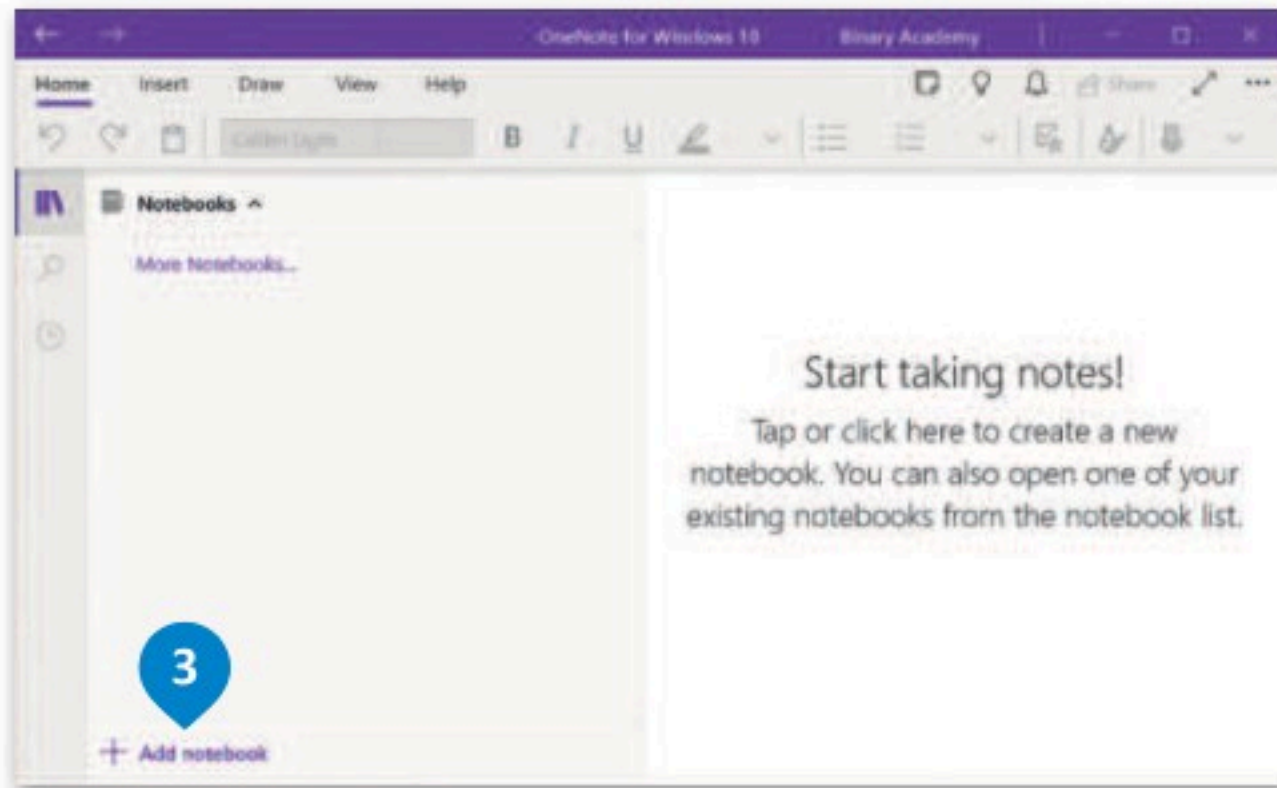 OneNote for Windows 10 Binary Academy
Home Insert Draw View Help Share
Calibri Light B I U
Notebooks
More Notebooks...
Start taking notes!
Tap or click here to create a new
notebook. You can also open one of your
existing notebooks from the notebook list.
3
+ Add notebook